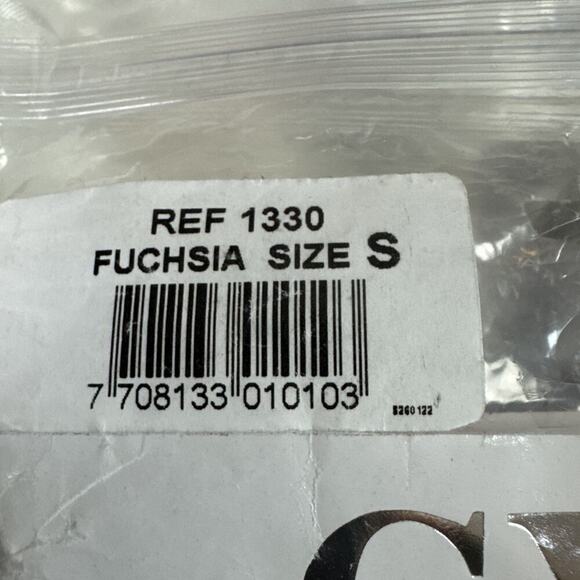 REF 1330
FUCHSIA SIZE S
7 708133 010103